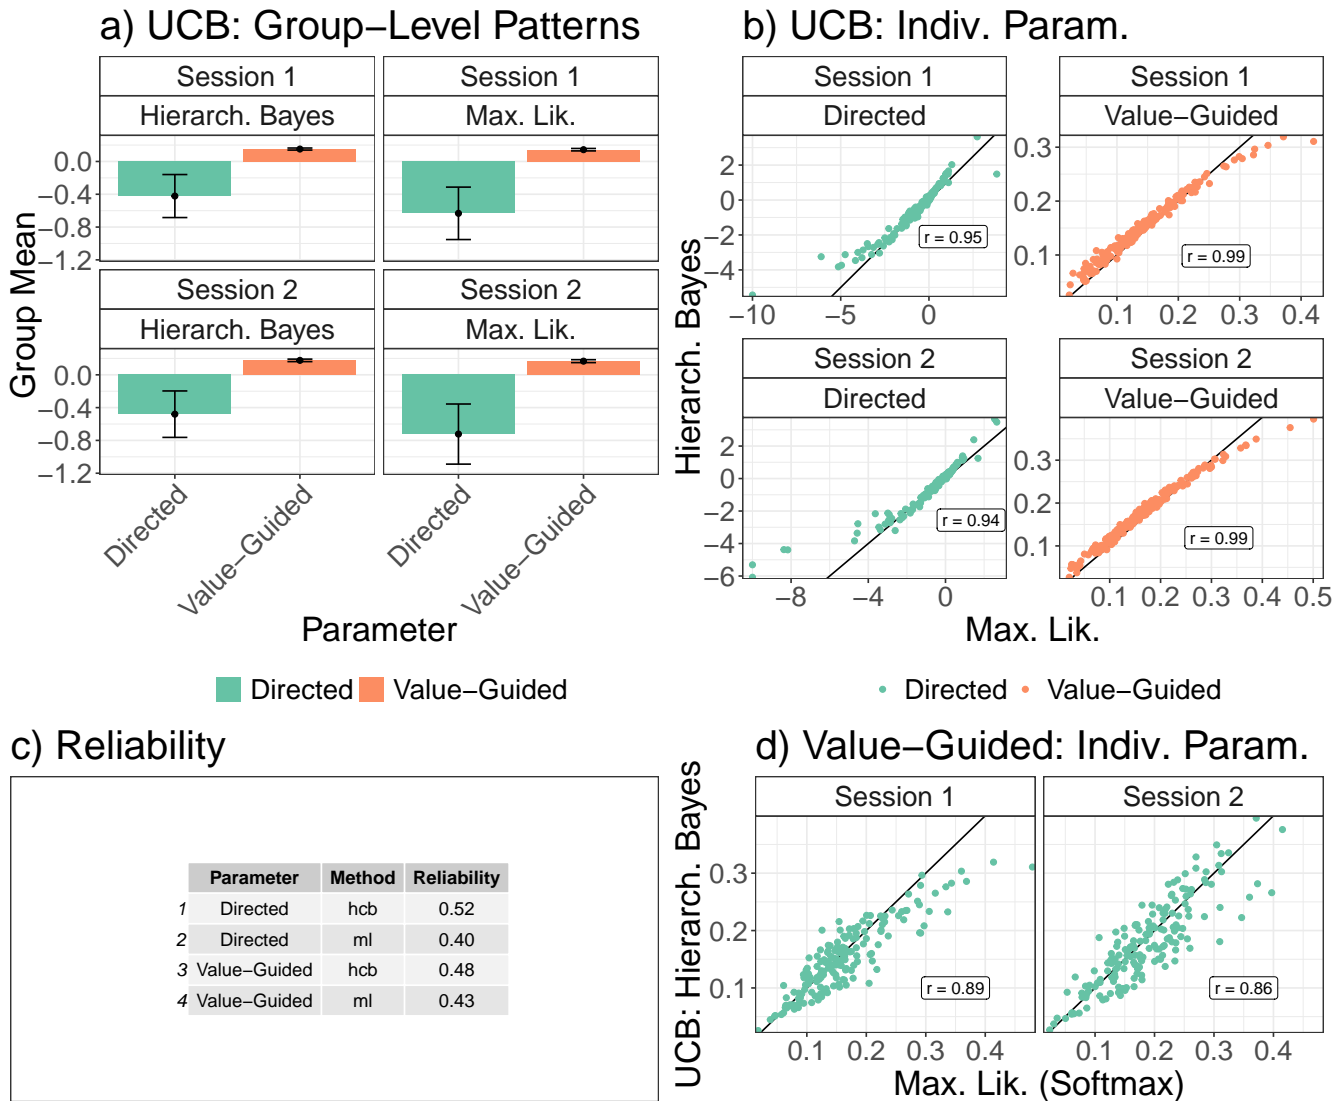 a) UCB: Group−Level Patterns
Session 1
Session 1
Hierarch. Bayes
Max. Lik.
0.0
−0.4
−0.8
−1.2
Session 2
Session 2
Hierarch. Bayes
Max. Lik.
0.0
−0.4
−0.8
−1.2
Group Mean
Directed
Value−Guided
Directed
Value−Guided
Parameter
Directed
Value−Guided
b) UCB: Indiv. Param.
Session 1
Session 1
Directed
Value−Guided
2
0
−2
−4
r = 0.95
−10
−5
0
0.3
0.2
0.1
r = 0.99
0.1
0.2
0.3
0.4
Session 2
Session 2
Directed
Value−Guided
2
0
−2
−4
−6
r = 0.94
−8
−4
0
0.3
0.2
0.1
r = 0.99
0.1
0.2
0.3
0.4
0.5
Hierarch. Bayes
Max. Lik.
Directed
Value−Guided
c) Reliability
Parameter Method Reliability
1 Directed hcb 0.52
2 Directed ml 0.40
3 Value−Guided hcb 0.48
4 Value−Guided ml 0.43
d) Value−Guided: Indiv. Param.
Session 1
Session 2
0.3
0.2
0.1
r = 0.89
r = 0.86
0.1
0.2
0.3
0.4
0.1
0.2
0.3
0.4
UCB: Hierarch. Bayes
Max. Lik. (Softmax)